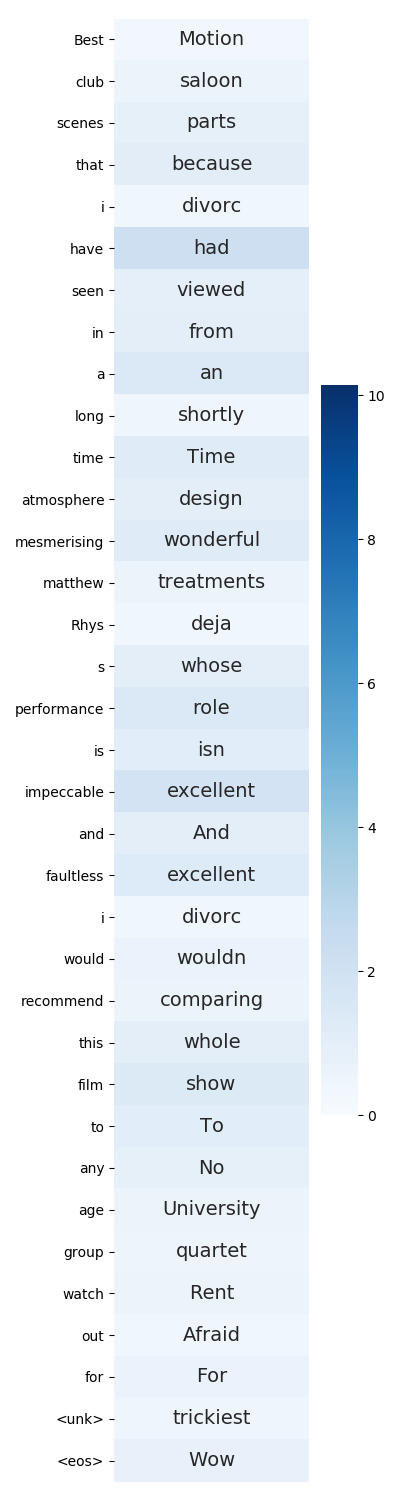 Best Motion
club saloon
scenes parts
that because
i divorc
have had
seen viewed
in from
a an
10
long shortly
time Time
atmosphere design
8
mesmerising wonderful
matthew treatments
Rhys deja
s whose
6
performance role
is isn
impeccable excellent
and And
4
faultless excellent
i divorc
would wouldn
2
recommend comparing
this whole
film show
0
to To
any No
age University
group quartet
watch Rent
out Afraid
for For
<unk> trickiest
<eos> Wow